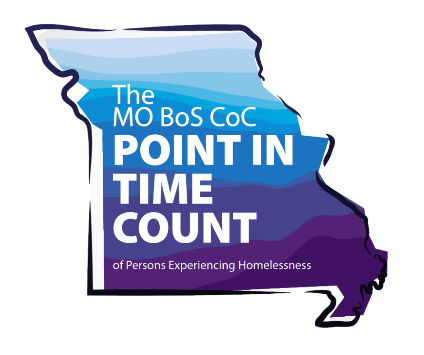 The
MO BoS CoC
POINT IN
TIME
COUNT
of Persons Experiencing Homelessness